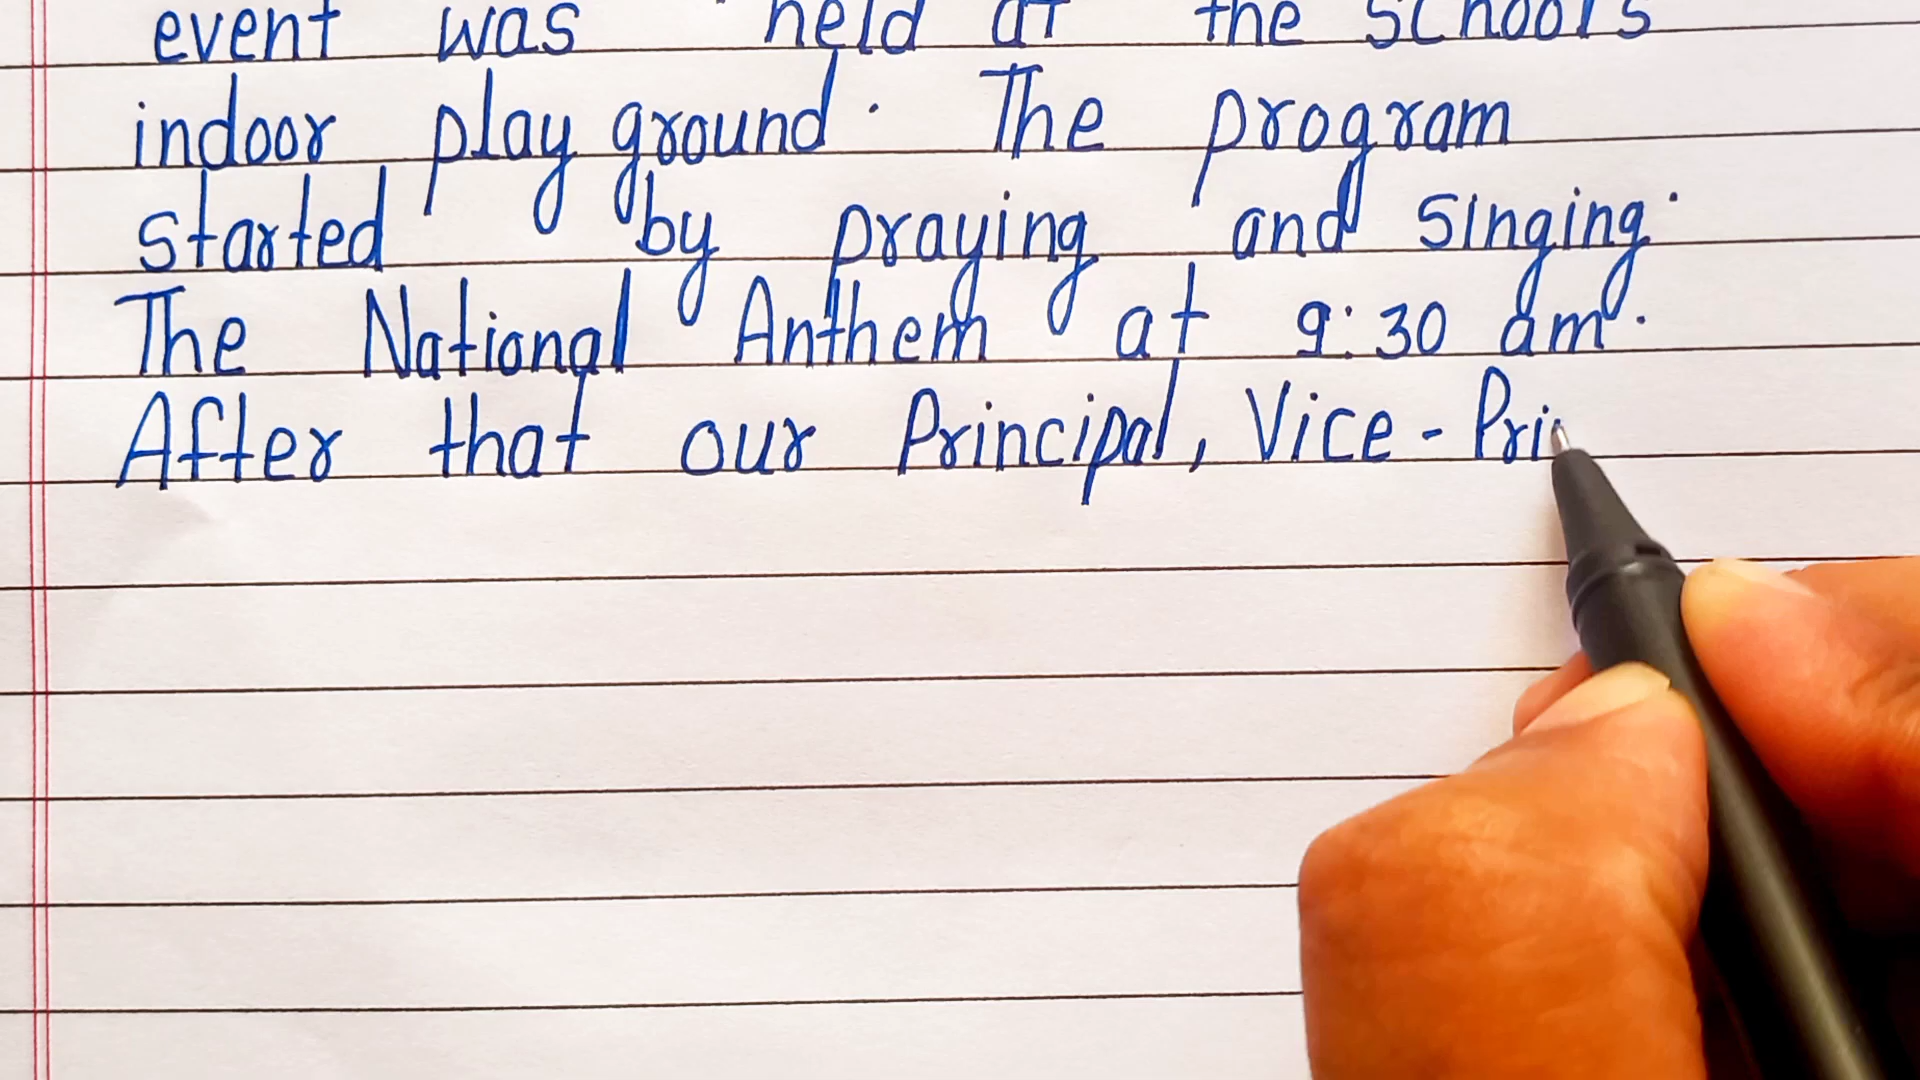 event was held at the schools
indoor play ground. The program
started by praying and singing.
The National Anthem at 9:30 am.
After that our Principal, Vice-Pri